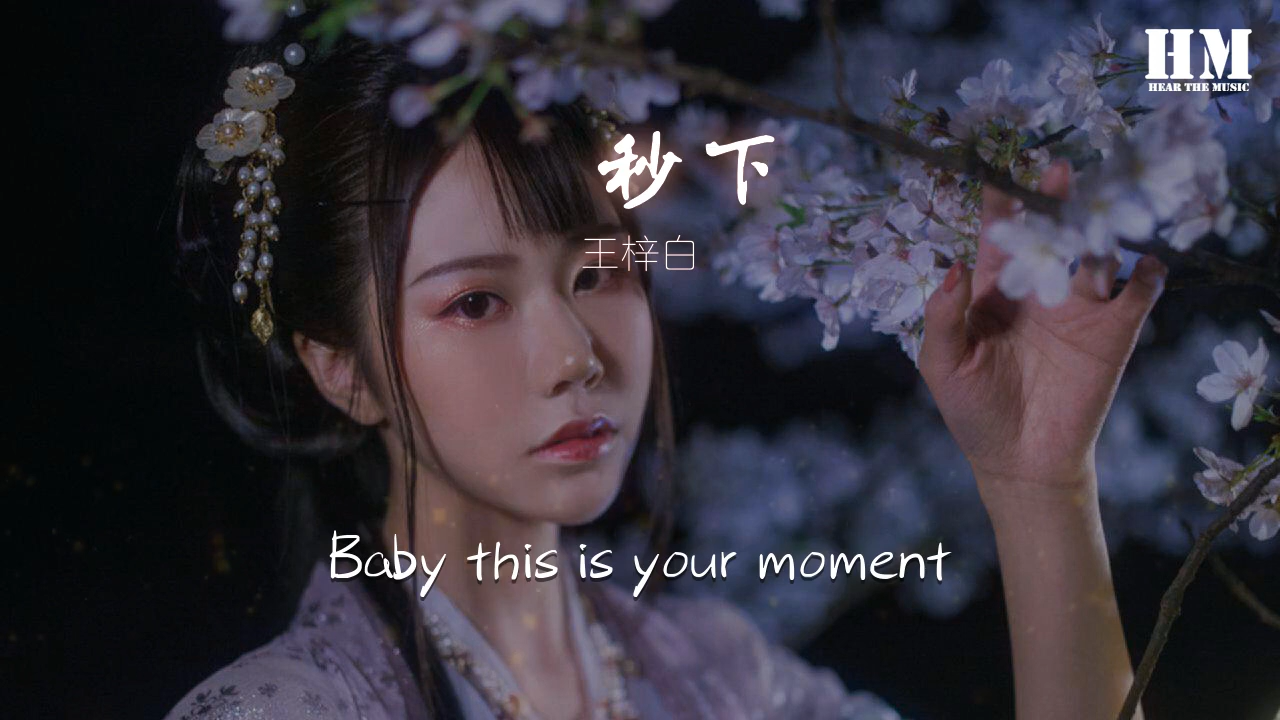 HM
HEAR THE MUSIC
秒下
王梓白
Baby this is your moment